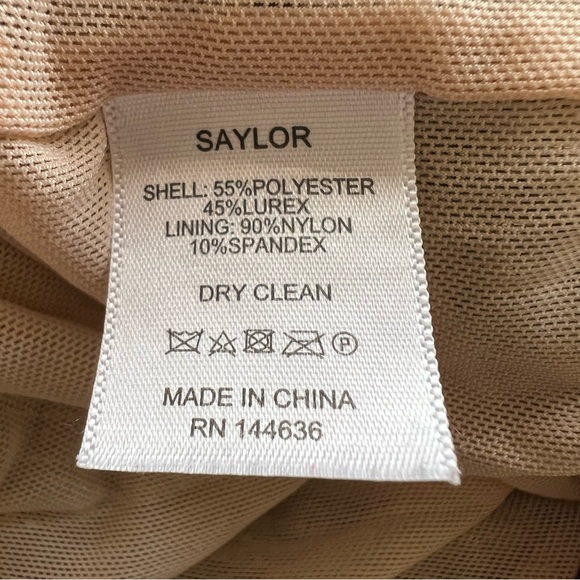 SAYLOR
SHELL: 55%POLYESTER
45%LUREX
LINING: 90%NYLON
10%SPANDEX
DRY CLEAN
P
MADE IN CHINA
RN 144636